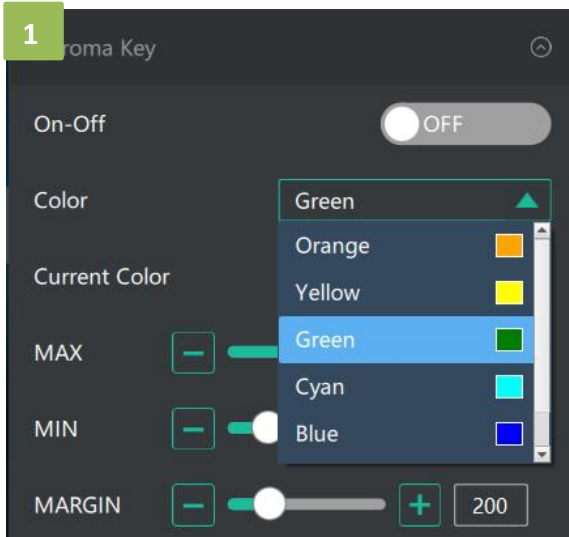 1
roma Key
On-Off
OFF
Color
Green
Orange
Yellow
Green
Cyan
Blue
Current Color
MAX
MIN
MARGIN
200